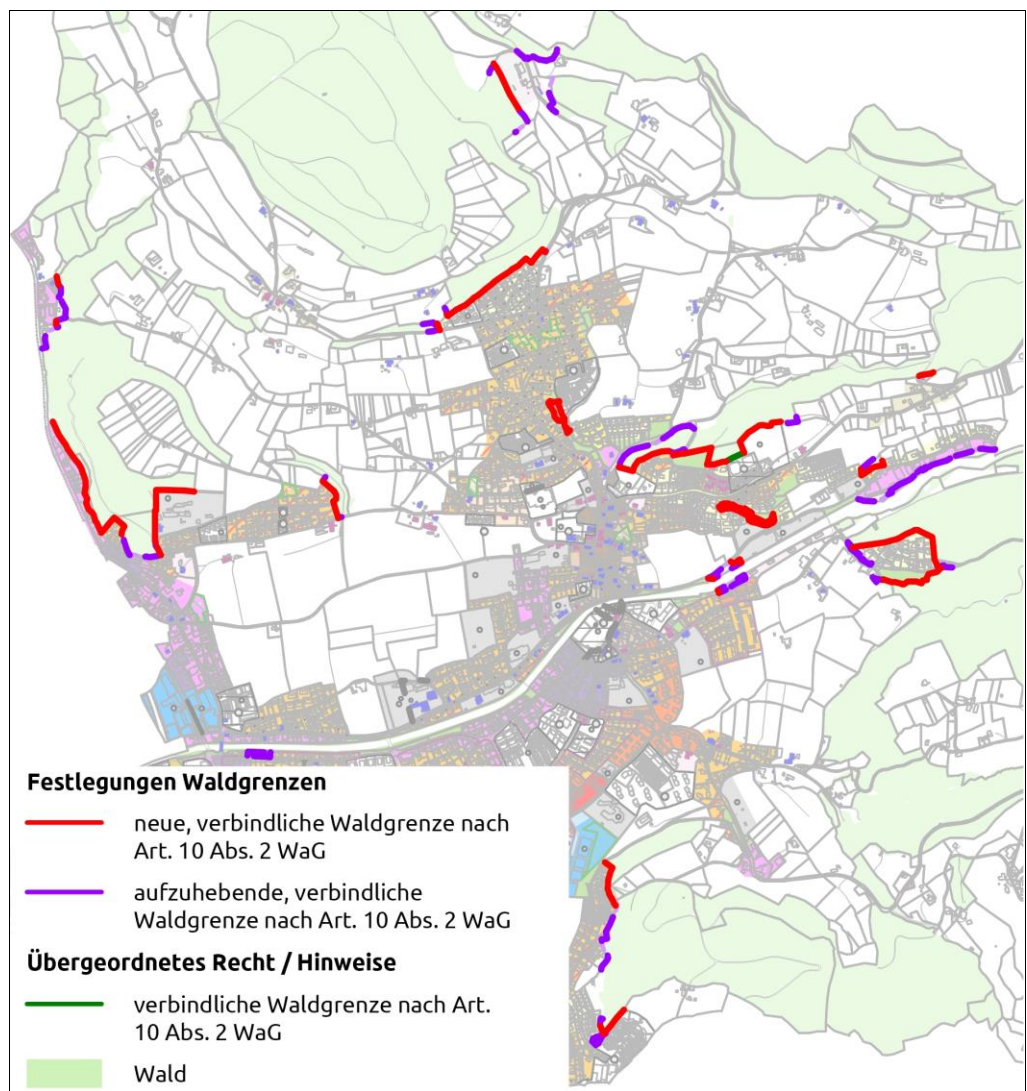 Festlegungen Waldgrenzen
neue, verbindliche Waldgrenze nach
Art. 10 Abs. 2 WaG
aufzuhebende, verbindliche
Waldgrenze nach Art. 10 Abs. 2 WaG
Übergeordnetes Recht / Hinweise
verbindliche Waldgrenze nach Art.
10 Abs. 2 WaG
Wald